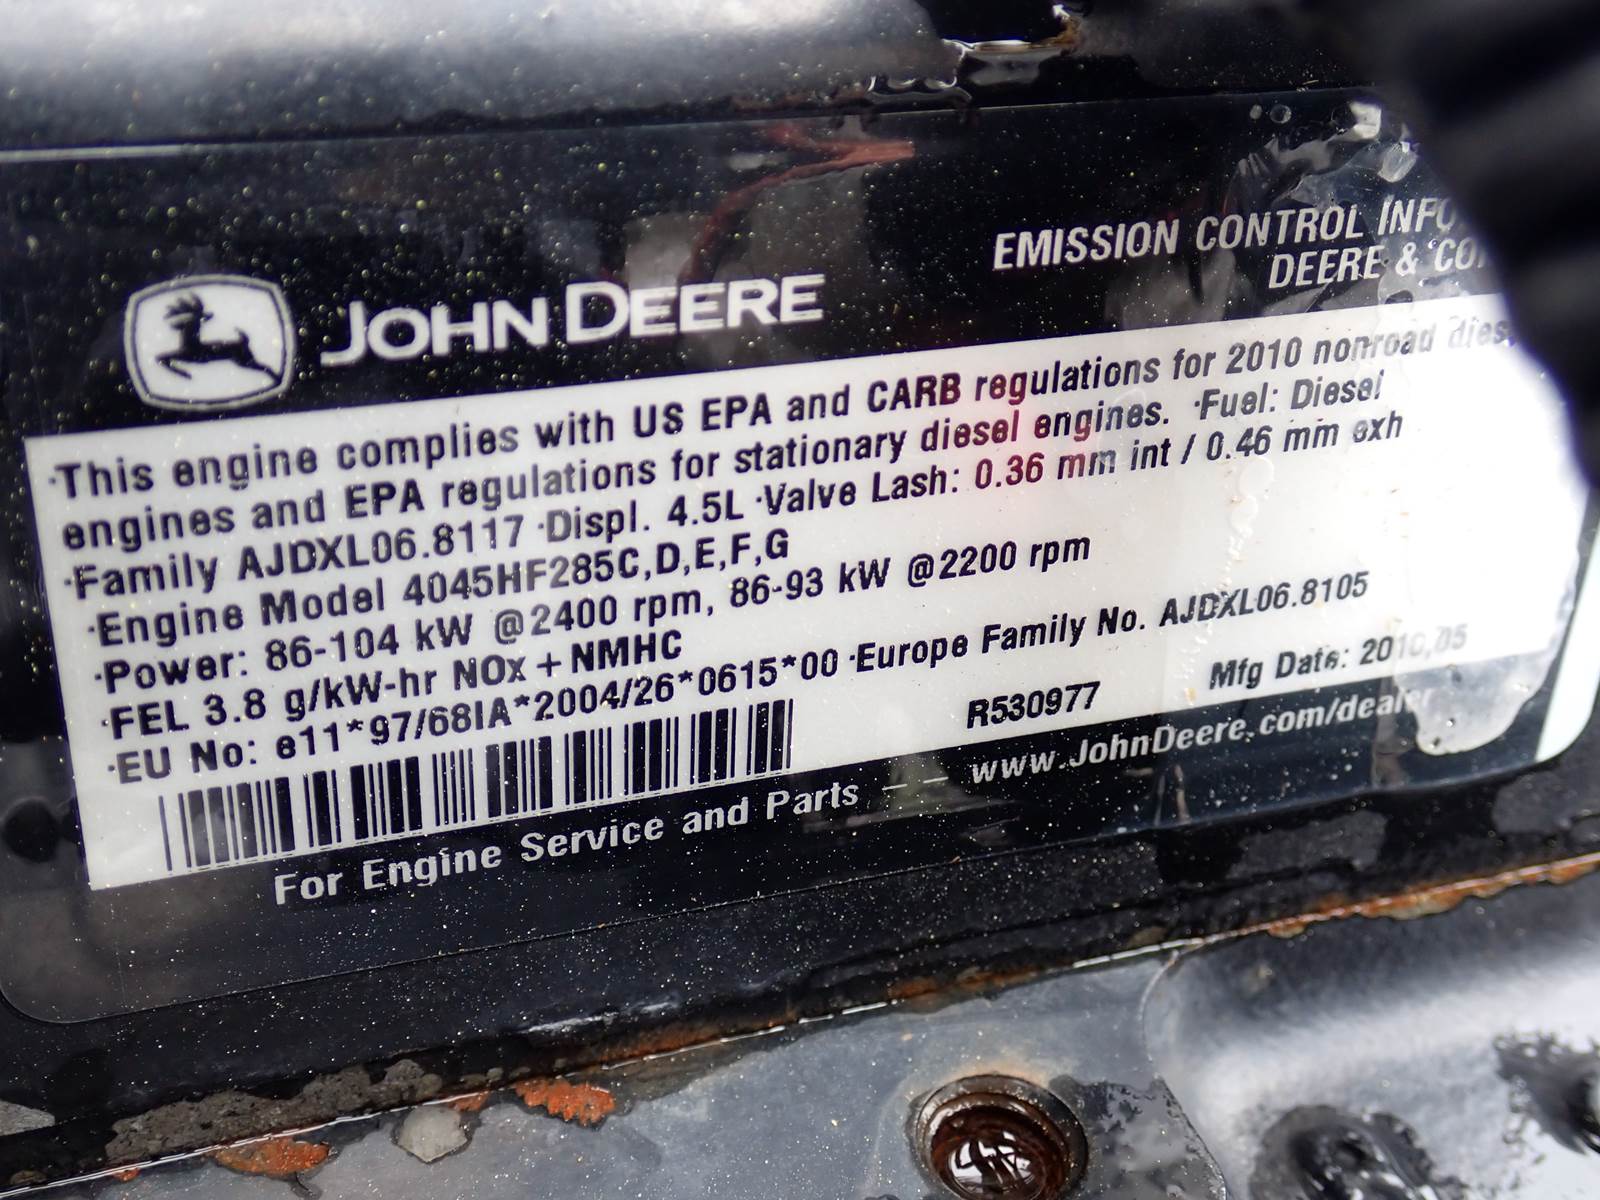 EMISSION CONTROL
DEERE &
JOHN DEERE
·This engine complies with US EPA and CARB regulations for 2010 nonroad
engines and EPA regulations for stationary diesel engines. ·Fuel: Diesel
·Family AJDXL06.8117 ·Displ. 4.5L ·Valve Lash: 0.36 mm int / 0.46 mm exh
·Engine Model 4045HF285C,D,E,F,G
·Power: 86-104 kW @2400 rpm, 86-93 kW @2200 rpm
·FEL 3.8 g/kW-hr NOx + NMHC
·EU No: e11*97/68IA*2004/26*0615*00 ·Europe Family No. AJDXL06.8105
R530977 Mfg Date:
For Engine Service and Parts - - www.JohnDeere.com/dealer